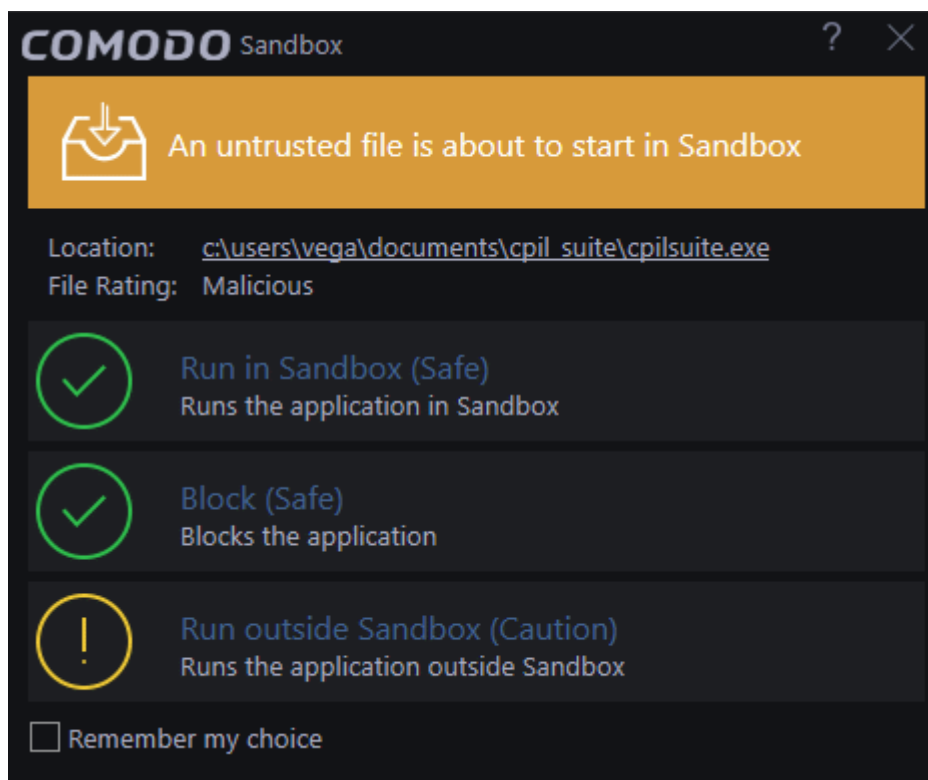 COMODO Sandbox ?
An untrusted file is about to start in Sandbox
Location: c:\users\vega\documents\cpil_suite\cpilsuite.exe
File Rating: Malicious
Run in Sandbox (Safe)
Runs the application in Sandbox
Block (Safe)
Blocks the application
!
Run outside Sandbox (Caution)
Runs the application outside Sandbox
Remember my choice